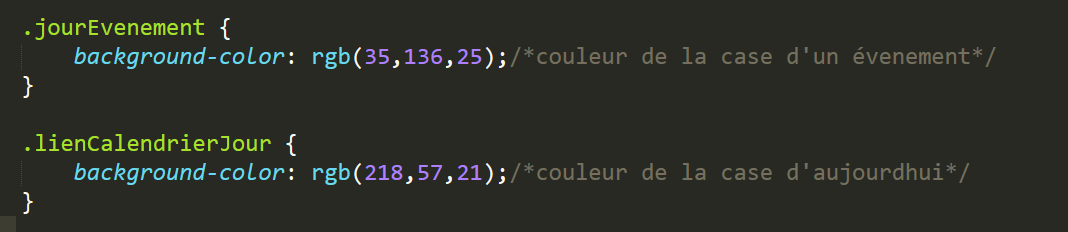 .jourEvenement {
background-color: rgb(35,136,25);/*couleur de la case d'un évenement*/
}
.lienCalendrierJour {
background-color: rgb(218,57,21);/*couleur de la case d'aujourdhui*/
}